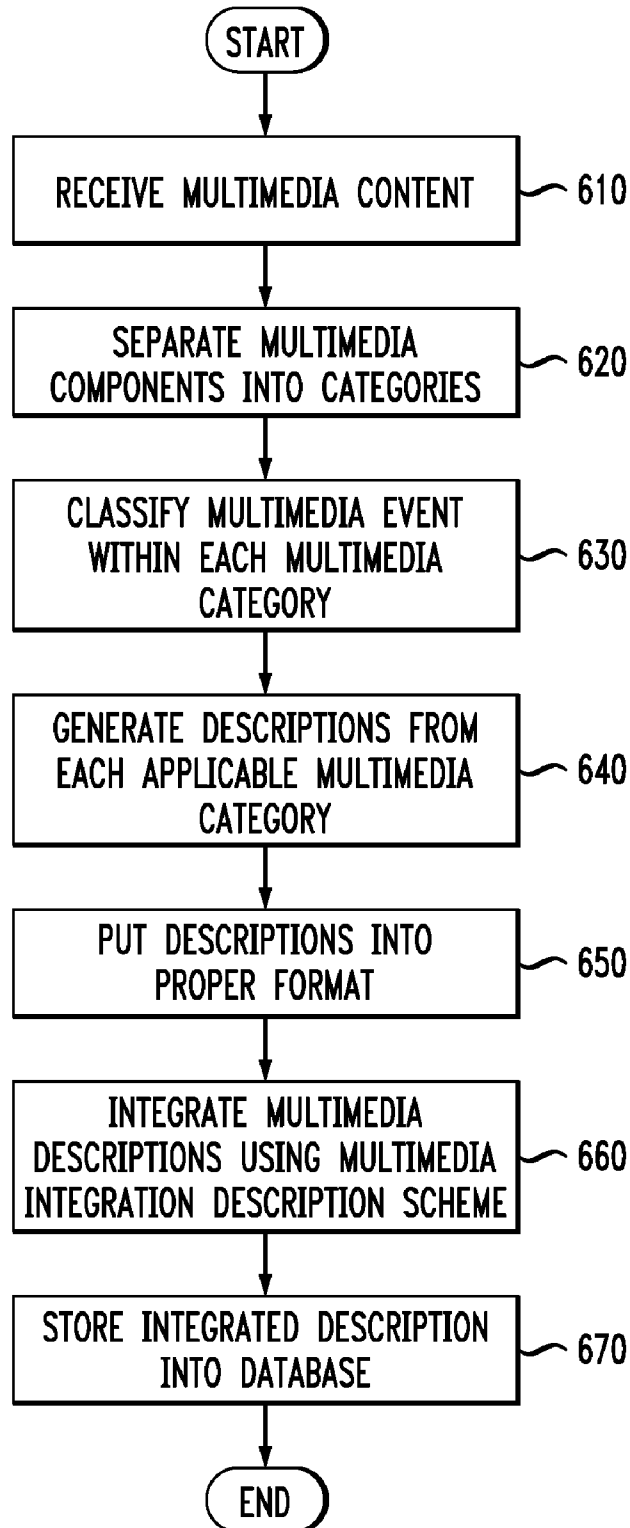 START
RECEIVE MULTIMEDIA CONTENT
610
SEPARATE MULTIMEDIA
COMPONENTS INTO CATEGORIES
620
CLASSIFY MULTIMEDIA EVENT
WITHIN EACH MULTIMEDIA
CATEGORY
630
GENERATE DESCRIPTIONS FROM
EACH APPLICABLE MULTIMEDIA
CATEGORY
640
PUT DESCRIPTIONS INTO
PROPER FORMAT
650
INTEGRATE MULTIMEDIA
DESCRIPTIONS USING MULTIMEDIA
INTEGRATION DESCRIPTION SCHEME
660
STORE INTEGRATED DESCRIPTION
INTO DATABASE
670
END